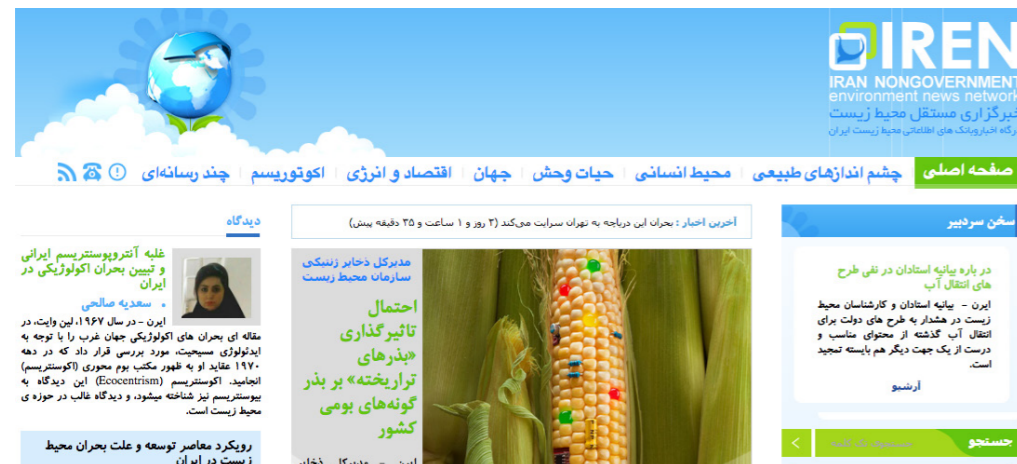 IREN
IRAN NONGOVERNMENT
environment news network
خبرگزاری مستقل محیط زیست
درگاه اخبار و بانک های اطلاعاتی محیط زیست ایران
صفحه اصلی
چشم اندازهای طبیعی
محیط انسانی
حیات وحش
جهان
اقتصاد و انرژی
اکوتوریسم
چند رسانه‌ای
سخن سردبیر
در باره بیانیه استادان در نفی طرح
های انتقال آب
ایرن - بیانیه استادان و کارشناسان محیط
زیست در هشدار به طرح های دولت برای
انتقال آب گذشته از محتوای مناسب و
درست از یک جهت دیگر هم بایسته تمجید
است.
آرشیو
جستجو
آخرین اخبار : بحران این دریاچه به تهران سرایت می‌کند (۳ روز و ۱ ساعت و ۳۵ دقیقه پیش)
مدیرکل ذخایر ژنتیکی
سازمان محیط زیست
احتمال
تاثیرگذاری
«بذرهای
تراریخته» بر بذر
گونه‌های بومی
کشور
ایرن - مدیرکل ذخایر
دیدگاه
غلبه آنتروپوسنتریسم ایرانی
و تبیین بحران اکولوژیکی در
ایران
سعدیه صالحی
ایرن - در سال ۱۹۶۷، لین وایت، در
مقاله ای بحران های اکولوژیکی جهان غرب را با توجه به
ایدئولوژی مسیحیت، مورد بررسی قرار داد که در دهه
۱۹۷۰ عقاید او به ظهور مکتب بوم محوری (اکوسنتریسم)
انجامید. اکوسنتریسم (Ecocentrism) این دیدگاه به
بیوسنتریسم نیز شناخته میشود، و دیدگاه غالب در حوزه ی
محیط زیست است.
رویکرد معاصر توسعه و علت بحران محیط
زیست در ایران